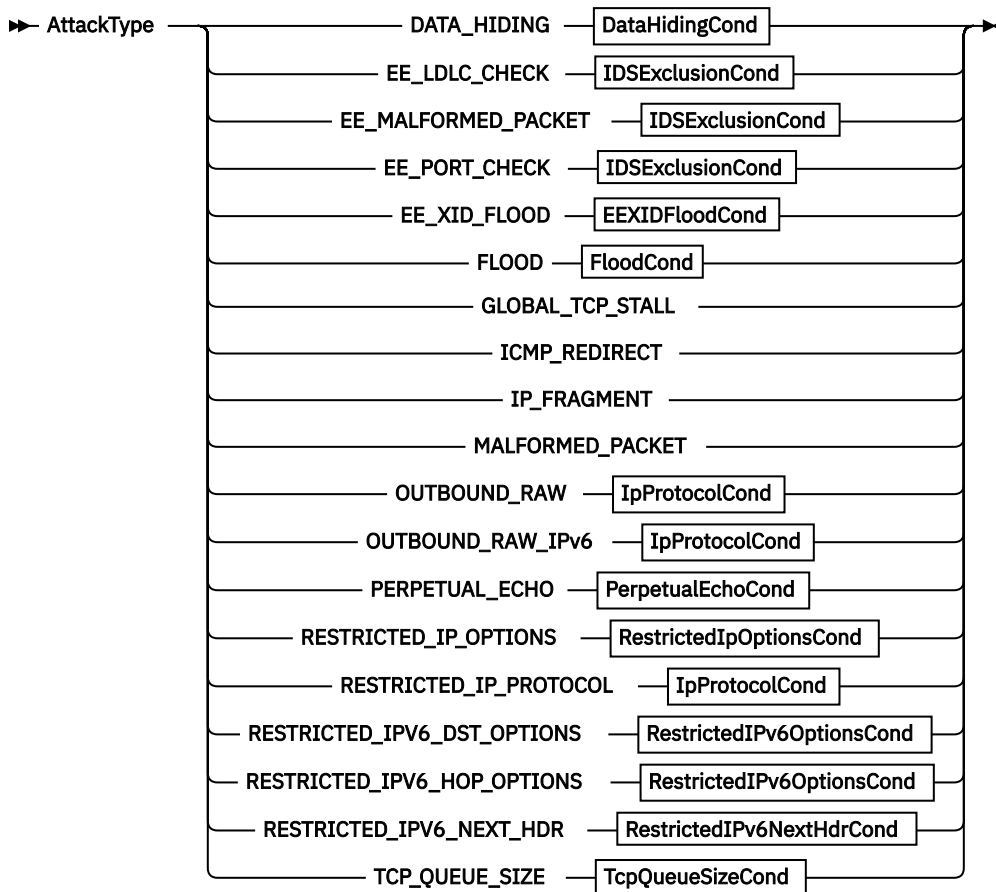 AttackType DATA_HIDING DataHidingCond
EE_LDLC_CHECK IDSExclusionCond
EE_MALFORMED_PACKET IDSExclusionCond
EE_PORT_CHECK IDSExclusionCond
EE_XID_FLOOD EEXIDFloodCond
FLOOD FloodCond
GLOBAL_TCP_STALL
ICMP_REDIRECT
IP_FRAGMENT
MALFORMED_PACKET
OUTBOUND_RAW IpProtocolCond
OUTBOUND_RAW_IPv6 IpProtocolCond
PERPETUAL_ECHO PerpetualEchoCond
RESTRICTED_IP_OPTIONS RestrictedIpOptionsCond
RESTRICTED_IP_PROTOCOL IpProtocolCond
RESTRICTED_IPV6_DST_OPTIONS RestrictedIPv6OptionsCond
RESTRICTED_IPV6_HOP_OPTIONS RestrictedIPv6OptionsCond
RESTRICTED_IPV6_NEXT_HDR RestrictedIPv6NextHdrCond
TCP_QUEUE_SIZE TcpQueueSizeCond